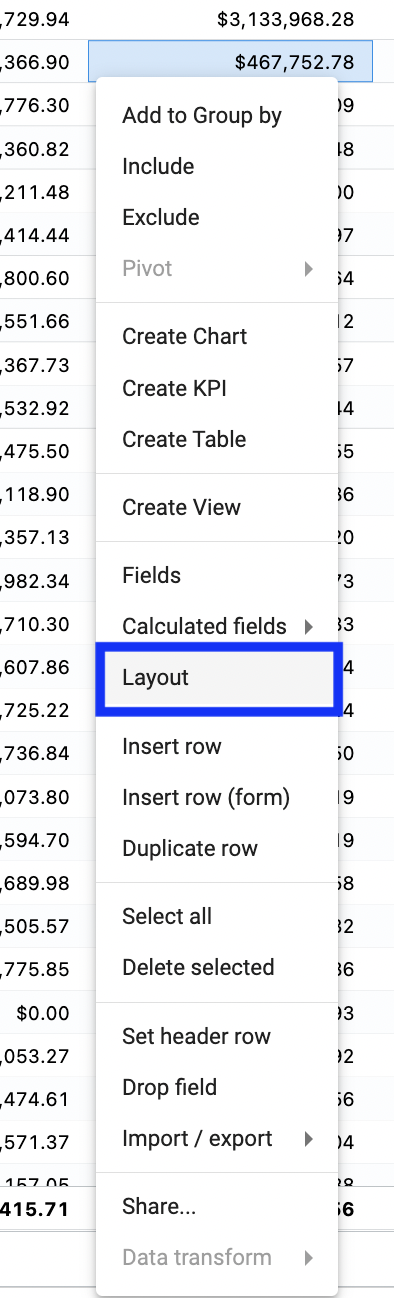 ,729.94 $3,133,968.28
,366.90 $467,752.78
,776.30 09
Add to Group by
,360.82 48
Include
,211.48 00
Exclude
,414.44 97
Pivot
,800.60 64
,551.66 12
Create Chart
,367.73 57
Create KPI
,532.92 44
Create Table
,475.50 55
,118.90 36
Create View
,357.13 20
Fields
,982.34 73
Calculated fields
,710.30 33
,607.86 4
Layout
,725.22 4
Insert row
,736.84 50
Insert row (form)
,073.80 19
Duplicate row
,594.70 19
,689.98 58
Select all
,505.57 32
Delete selected
,775.85 36
$0.00 93
Set header row
,053.27 92
Drop field
,474.61 56
Import / export
,571.37 04
,157.05 38
Share...
,415.71 56
Data transform